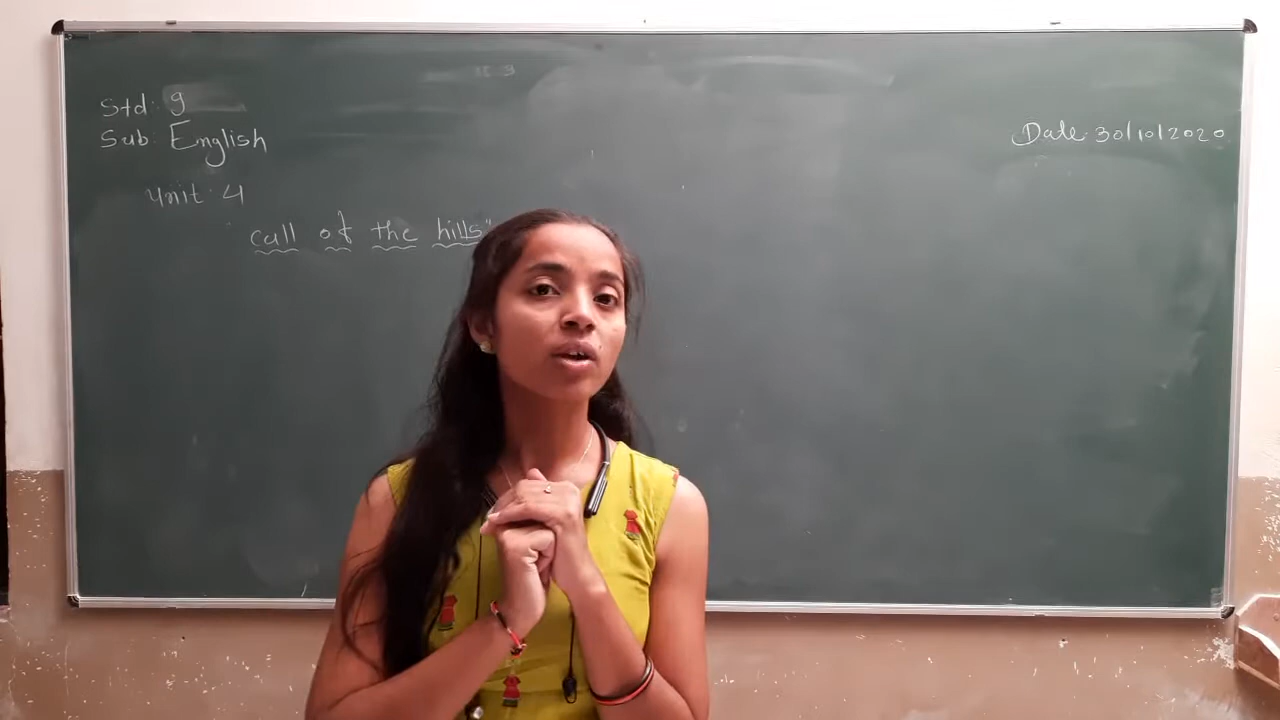 Std: 9
Sub: English
Date: 30/10/2020
Unit: 4
call of the hills"